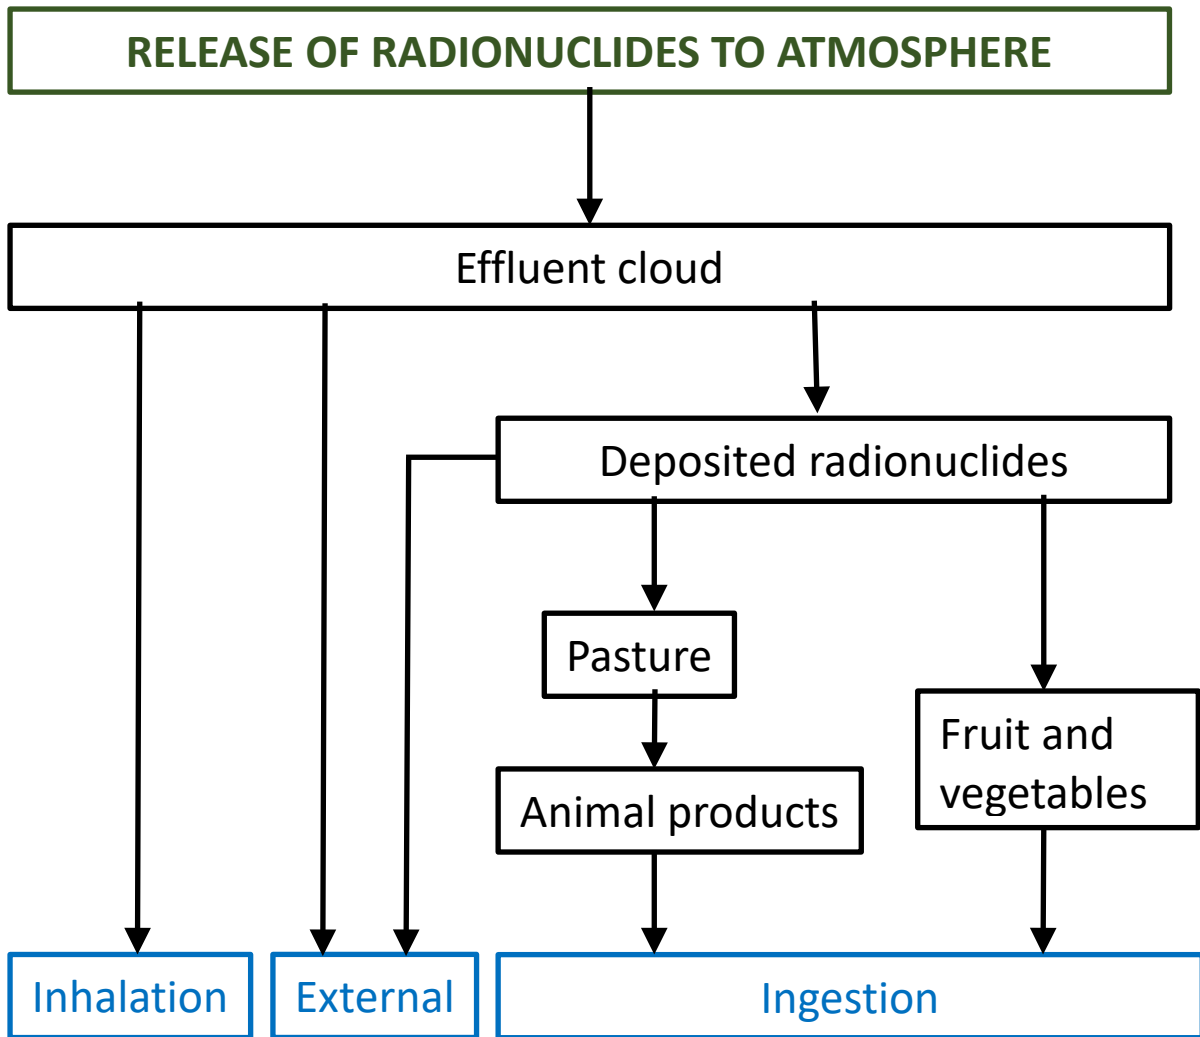 RELEASE OF RADIONUCLIDES TO ATMOSPHERE
Effluent cloud
Deposited radionuclides
Pasture
Fruit and
vegetables
Animal products
Inhalation
External
Ingestion